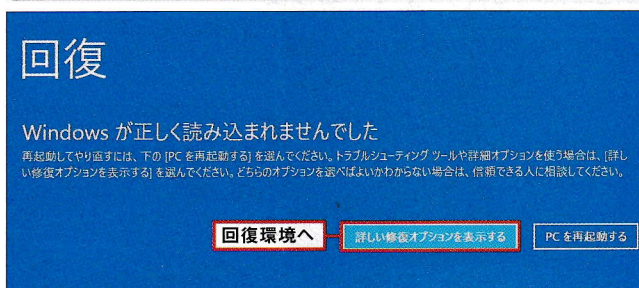 回復
Windows が正しく読み込まれませんでした
再起動してやり直すには、下の [PC を再起動する] を選んでください。トラブルシューティング ツールや詳細オプションを使う場合は、[詳し
い修復オプションを表示する] を選んでください。どちらのオプションを選べばよいかわからない場合は、信頼できる人に相談してください。
回復環境へ
詳しい修復オプションを表示する
PC を再起動する